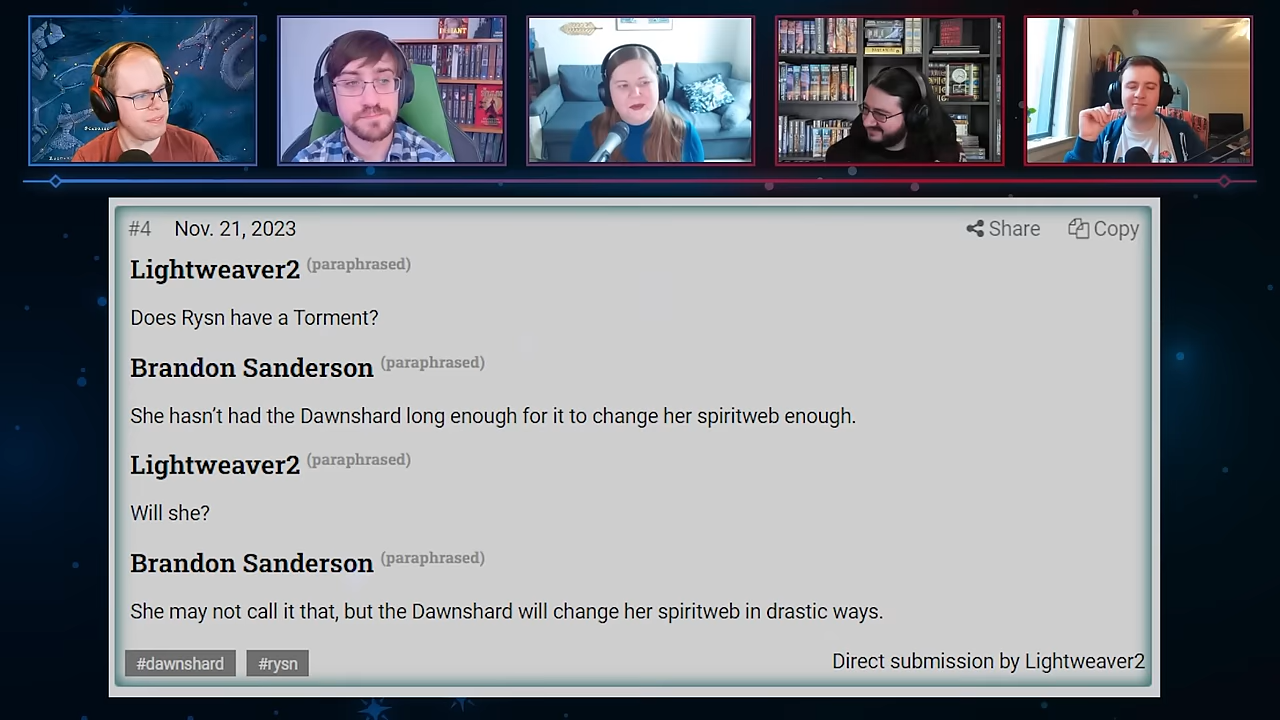 #4 Nov. 21, 2023 Share Copy
Lightweaver2 (paraphrased)
Does Rysn have a Torment?
Brandon Sanderson (paraphrased)
She hasn’t had the Dawnshard long enough for it to change her spiritweb enough.
Lightweaver2 (paraphrased)
Will she?
Brandon Sanderson (paraphrased)
She may not call it that, but the Dawnshard will change her spiritweb in drastic ways.
#dawnshard #rysn Direct submission by Lightweaver2